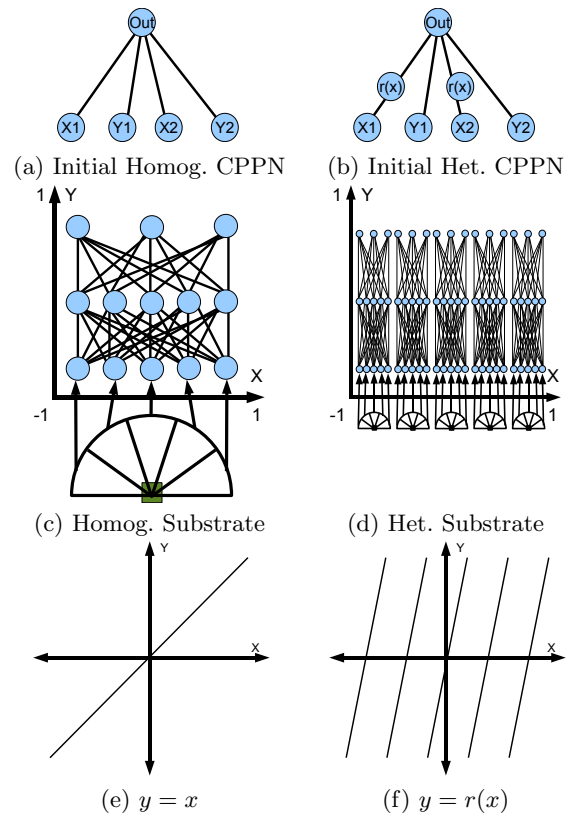 Out
X1 Y1 X2 Y2
(a) Initial Homog. CPPN
Out
r(x) r(x)
X1 Y1 X2 Y2
(b) Initial Het. CPPN
1 Y
X
-1 1
(c) Homog. Substrate
1 Y
X
-1 1
(d) Het. Substrate
Y
X
(e) y = x
Y
X
(f) y = r(x)